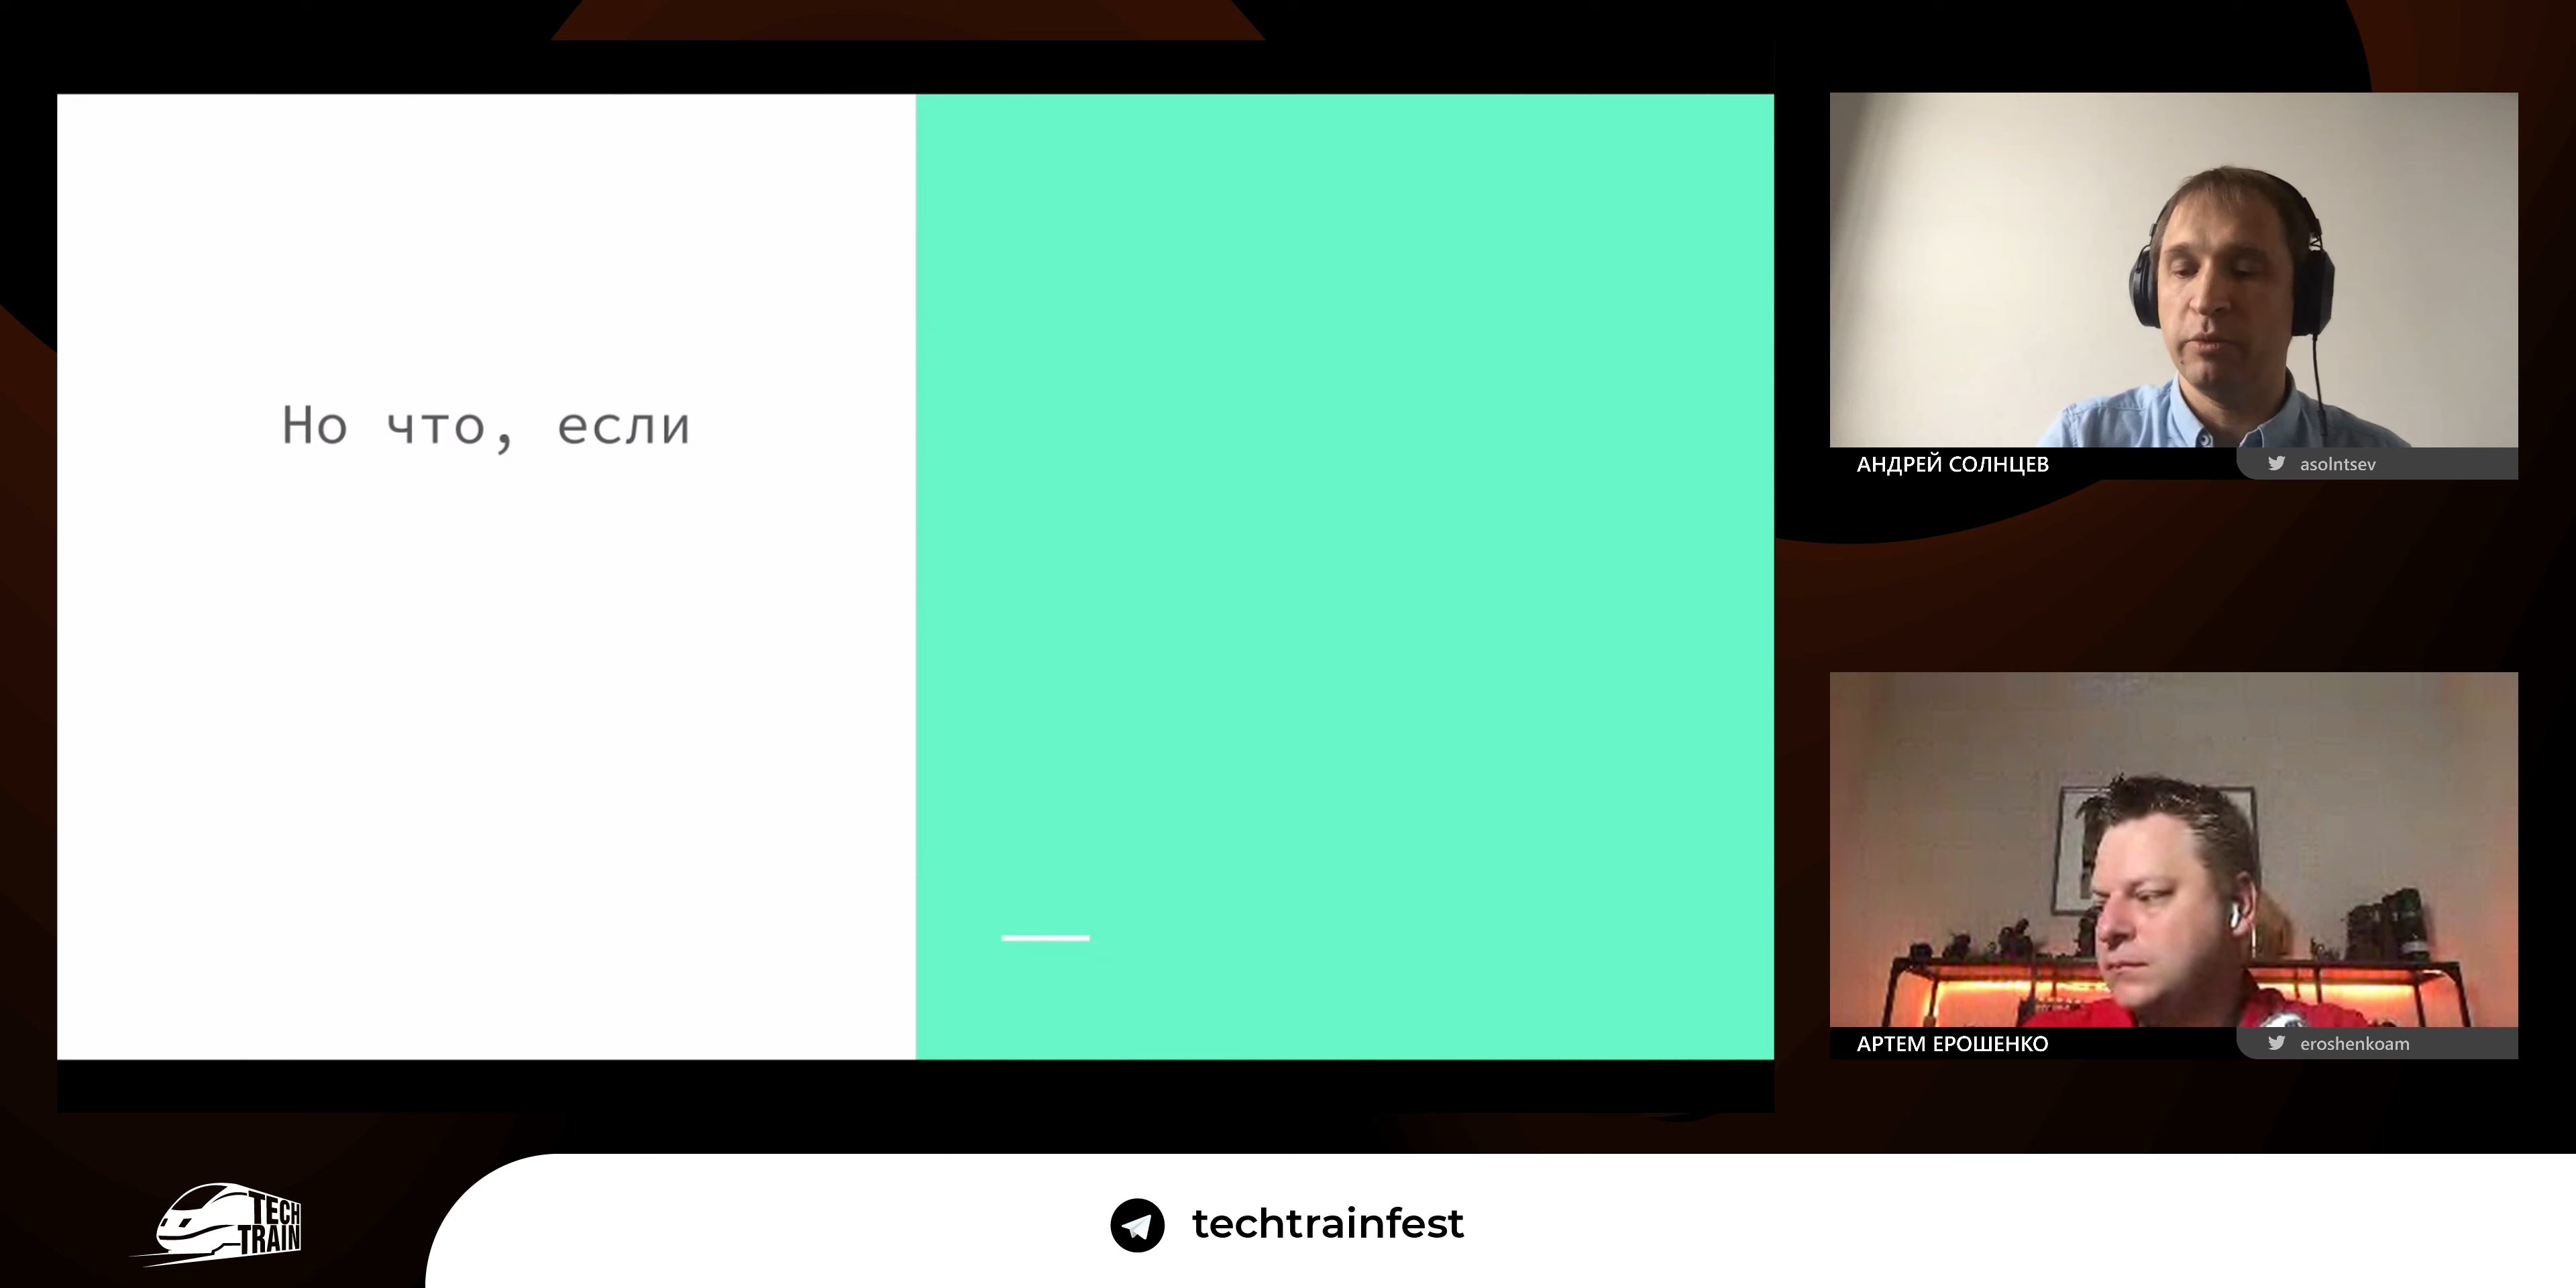 Но что, если
АНДРЕЙ СОЛНЦЕВ
asolntsev
АРТЕМ ЕРОШЕНКО
eroshenkoam
TECH
TRAIN
techtrainfest